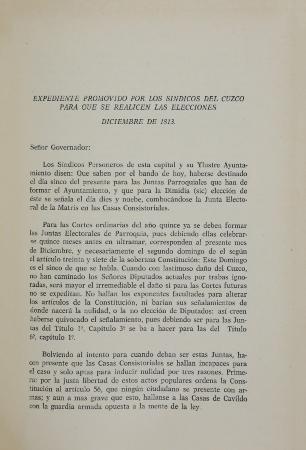 EXPEDIENTE PROMOVIDO POR LOS SINDICOS DEL CUZCO
PARA QUE SE REALICEN LAS ELECCIONES
DICIEMBRE DE 1813.
Señor Governador:
Los Síndicos Personeros de esta capital y su Ylustre Ayunta-
miento disen: Que saben por el bando de hoy, haberse destinado
el día sinco del presente para las Juntas Parroquiales que han de
formar el Ayuntamiento, y que para la Dimidia (sic) elección de
éste se señala el día dies y nuebe, combocándose la Junta Electo-
ral de la Matris en las Casas Consistoriales.
Para las Cortes ordinarias del año quince ya se deben formar
las Juntas Electorales de Parroquia, pues debiendo ellas celebrar-
se quince meses antes en ultramar, corresponden al presente mes
de Diciembre, y necesariamente el segundo domingo de él según
el artículo treinta y siete de la soberana Constitución: Este Domingo
es el sinco de que se habla. Cuando con lastimoso daño del Cuzco,
no han caminado los Señores Diputados actuales por trabas igno-
radas, será mayor el irremediable el daño si para las Cortes futuras
no se expeditan. No hallan los exponentes facultades para alterar
los artículos de la Constitución, ni barían sus señalamientos de
donde nacerá la nulidad, o la no elección de Diputados: así creen
haberse quivocado el señalamiento, pues debiendo ser para las Jun-
tas del Título 1º, Capítulo 3º se ba a hacer para las del Título
6º, capítulo 1º.
Bolviendo al intento para cuando deban ser estas Juntas, ha-
cen presente que las Casas Consistoriales se hallan incapaces para
el caso y solo aptas para inducir nulidad por tres razones. Prime-
ro por la justa libertad de estos actos populares ordena la Cons-
titución al artículo 56, que ningún ciudadano se presente con ar-
mas; y aun a mas grave que esto, hallanse a las Casas de Cavildo
con la guardia armada opuesta a la mente de la ley.